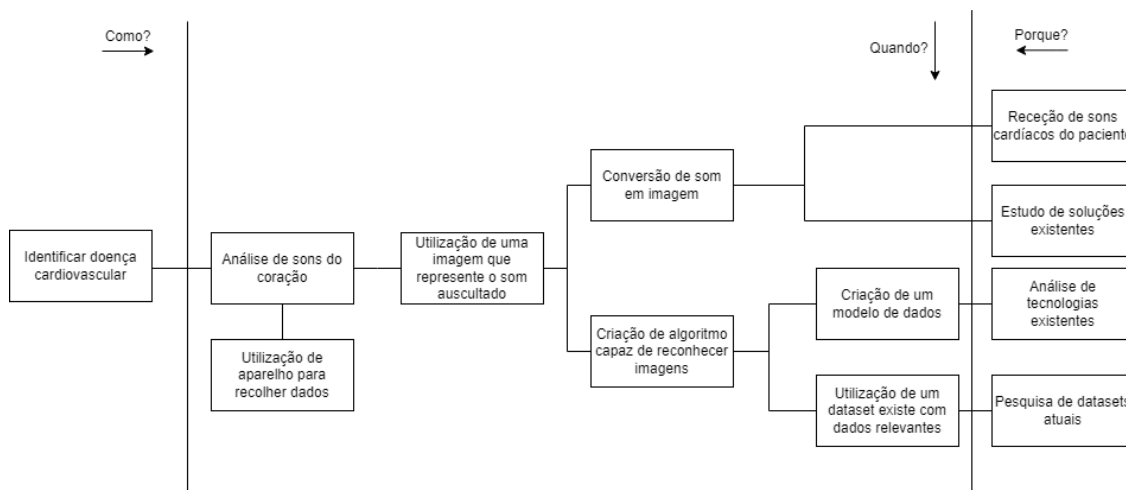 Como?
Quando?
Porque?
Receção de sons
cardíacos do paciente
Conversão de som
em imagem
Estudo de soluções
existentes
Identificar doença
cardiovascular
Análise de sons do
coração
Utilização de uma
imagem que
represente o som
auscultado
Criação de um
modelo de dados
Análise de
tecnologias
existentes
Utilização de
aparelho para
recolher dados
Criação de algoritmo
capaz de reconhecer
imagens
Utilização de um
dataset existe com
dados relevantes
Pesquisa de datasets
atuais